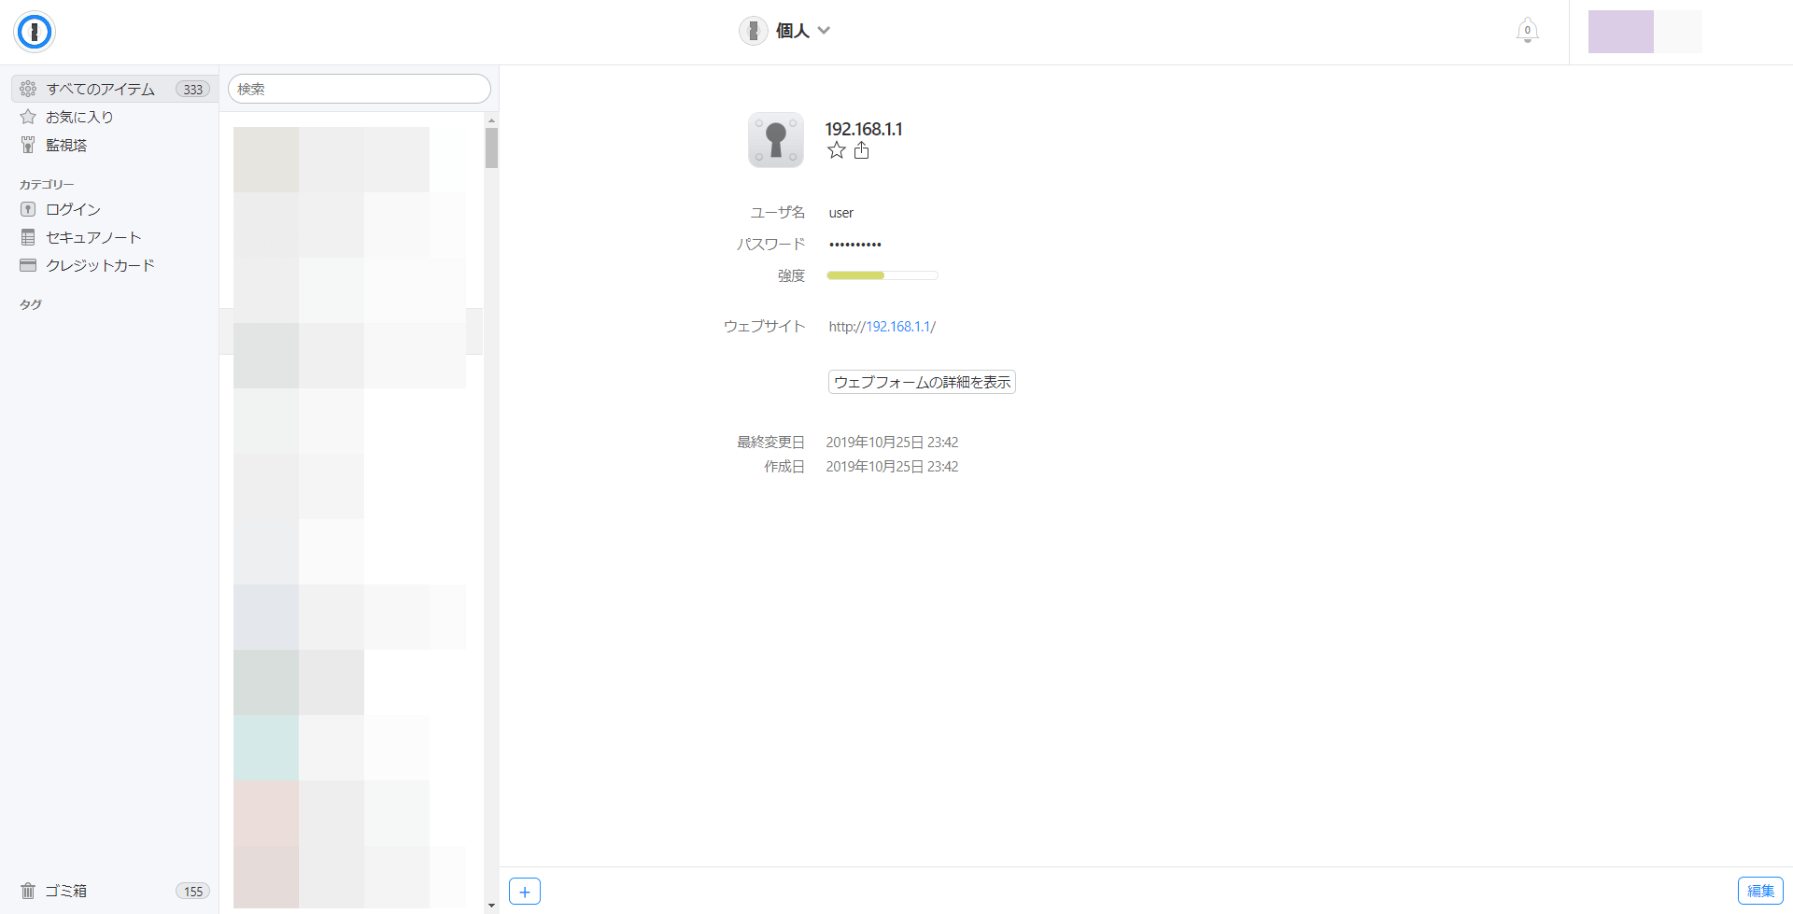 個人
0
すべてのアイテム 333
お気に入り
監視塔
カテゴリー
ログイン
セキュアノート
クレジットカード
タグ
ゴミ箱 155
検索
192.168.1.1
ユーザ名 user
パスワード ••••••••••
強度
ウェブサイト http://192.168.1.1/
ウェブフォームの詳細を表示
最終変更日 2019年10月25日 23:42
作成日 2019年10月25日 23:42
+
編集